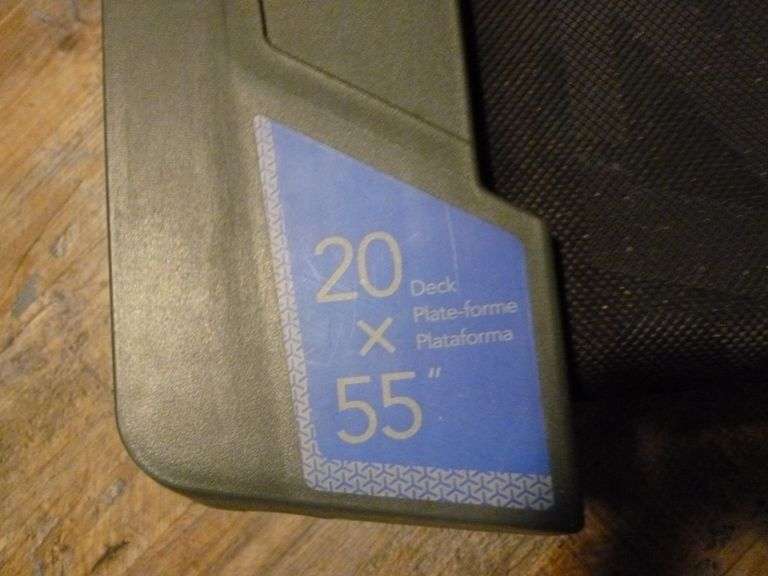 20 Deck
Plate-forme
× Plataforma
55"